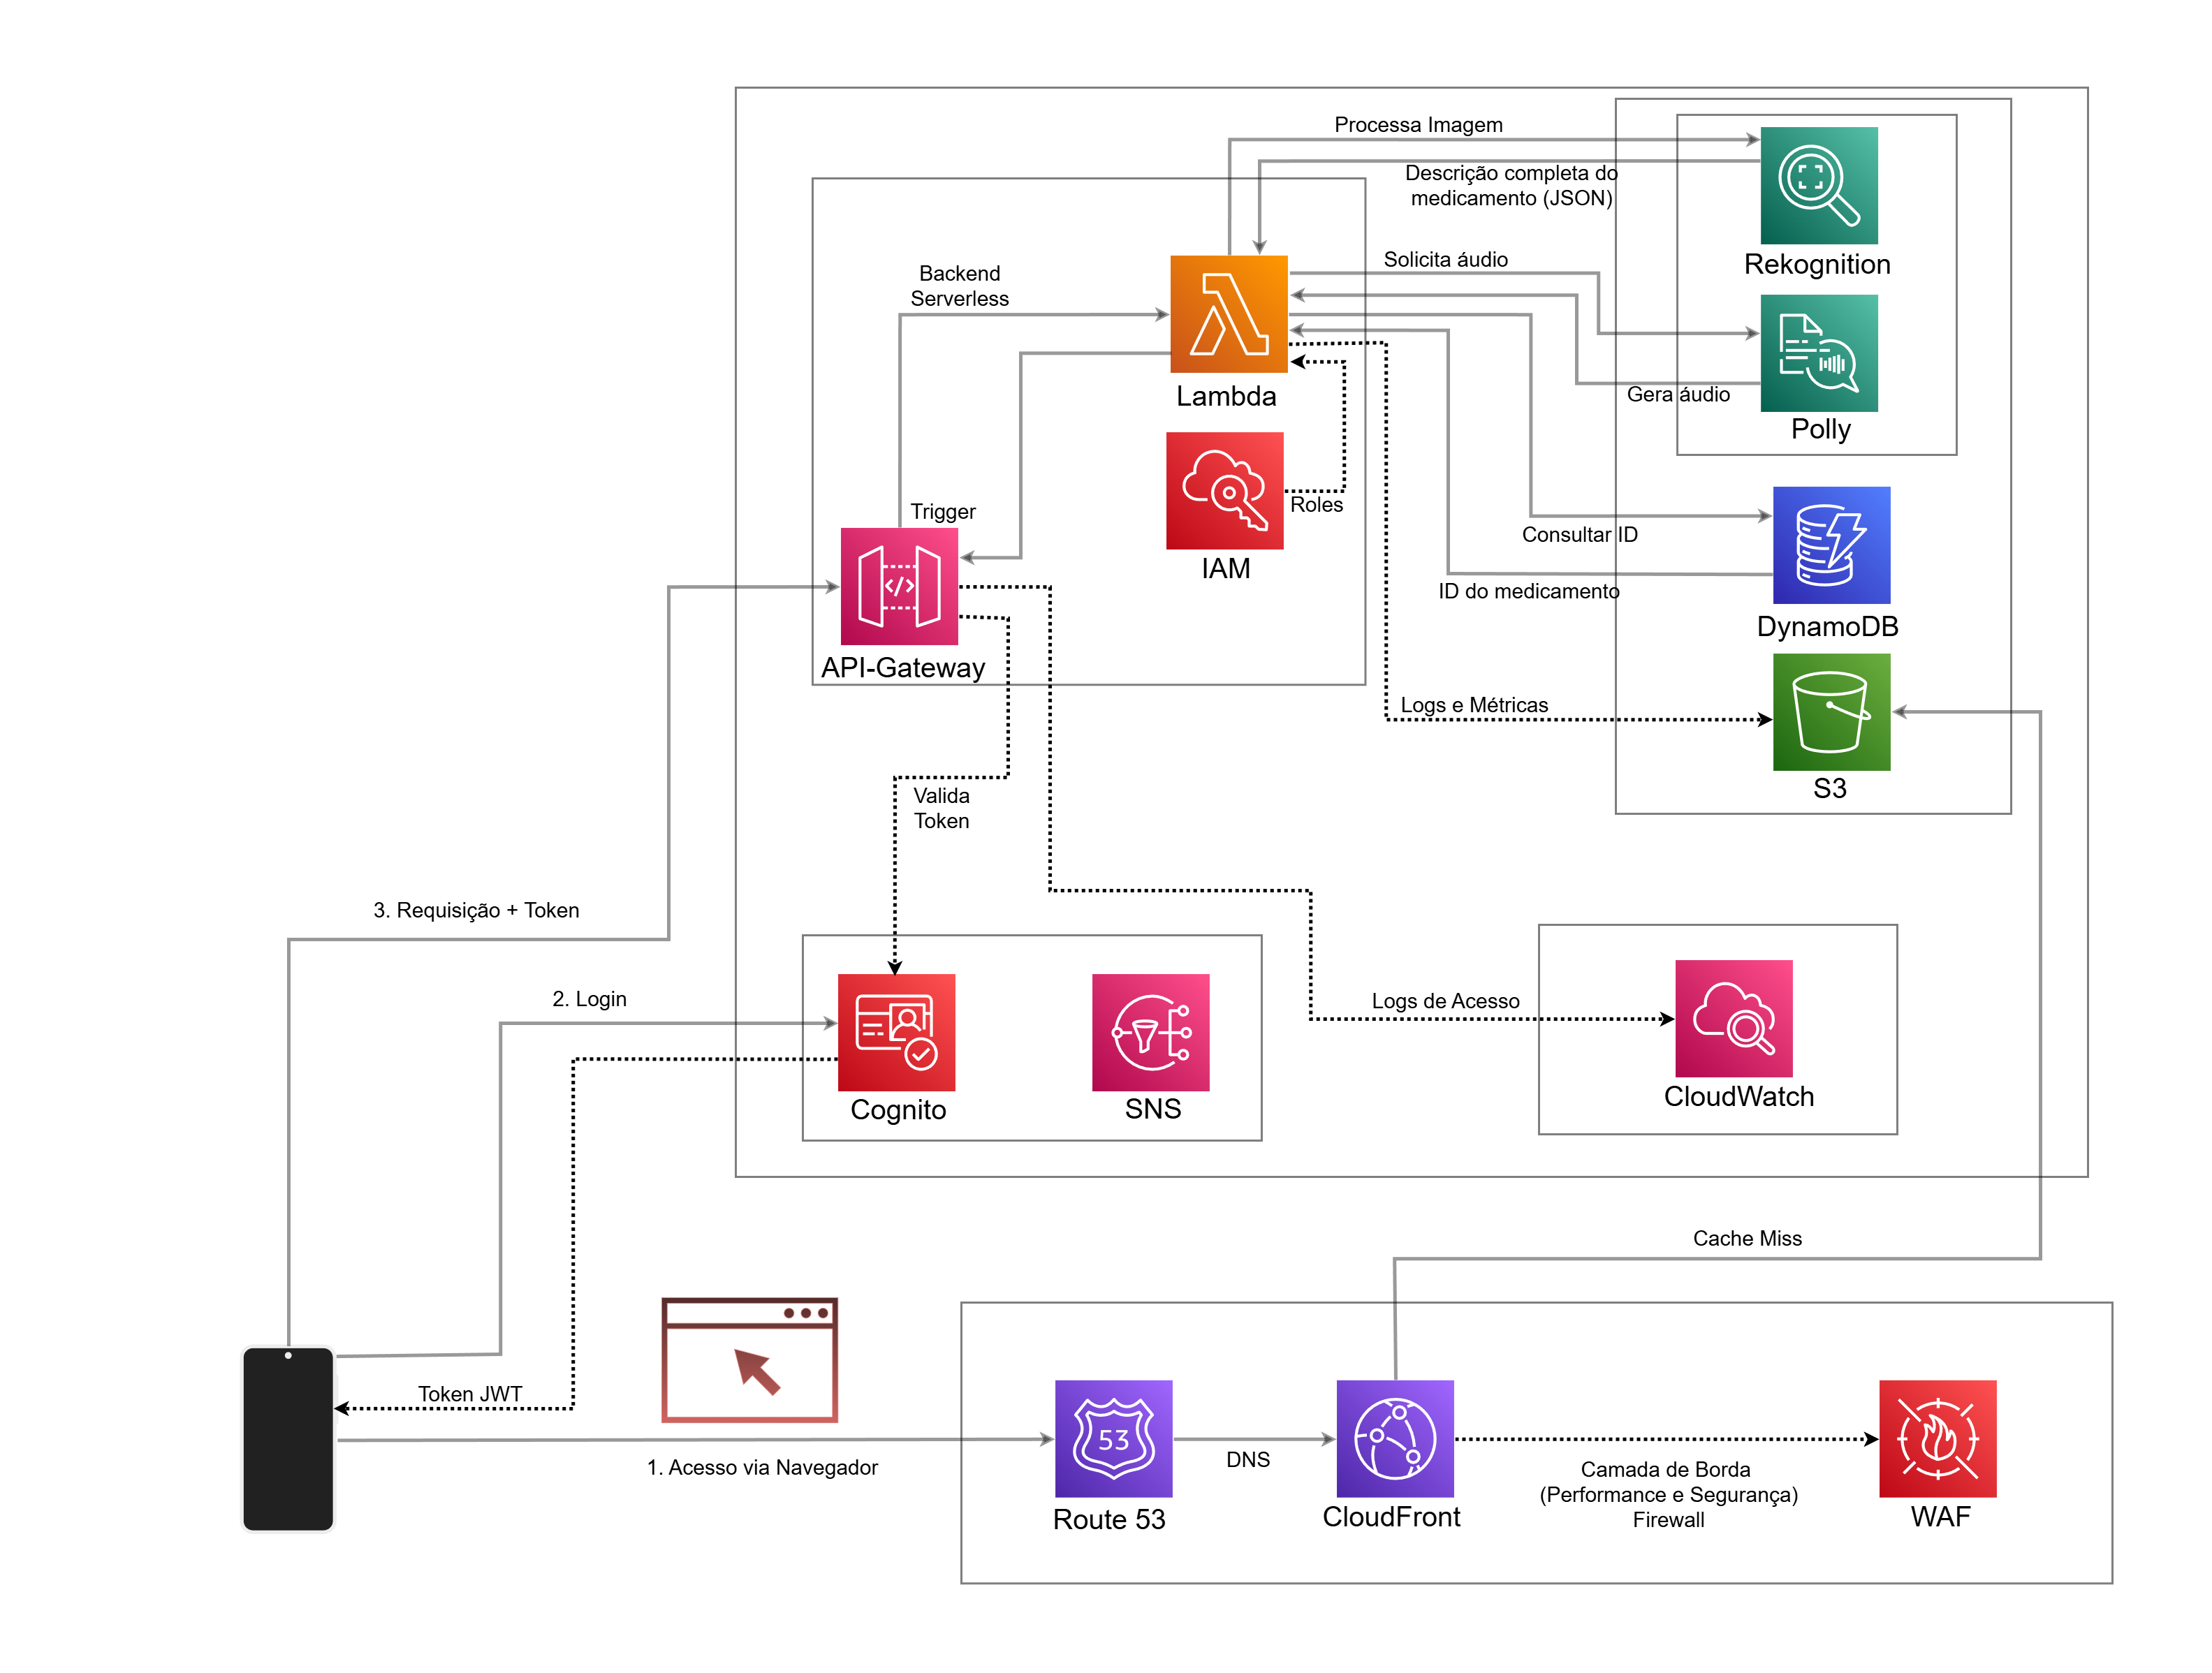 Processa Imagem
Descrição completa do
medicamento (JSON)
Rekognition
Backend
Serverless
Solicita áudio
Lambda
Gera áudio
Polly
Trigger
Roles
IAM
Consultar ID
ID do medicamento
DynamoDB
API-Gateway
Logs e Métricas
S3
Valida
Token
3. Requisição + Token
2. Login
Logs de Acesso
Cognito
SNS
CloudWatch
Cache Miss
Token JWT
1. Acesso via Navegador
53
Route 53
DNS
CloudFront
Camada de Borda
(Performance e Segurança)
Firewall
WAF